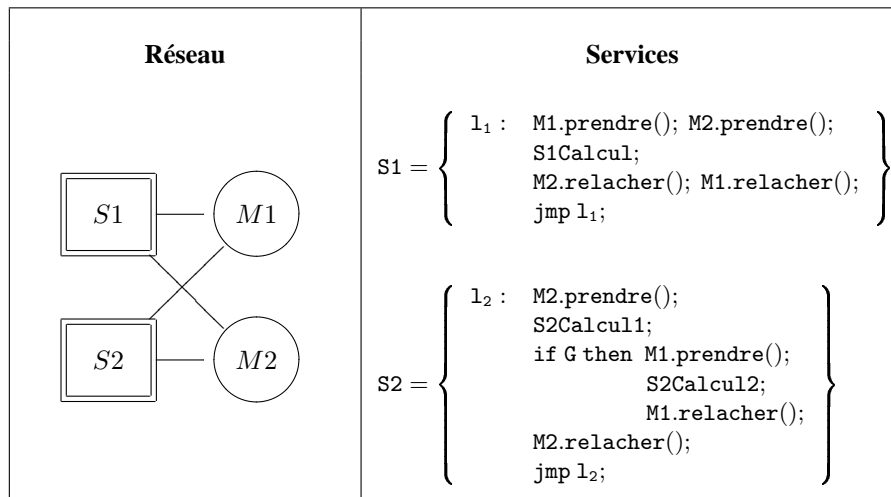 Réseau
Services
S1
M1
S2
M2
S1 = { l₁ : M1.prendre(); M2.prendre();
S1Calcul;
M2.relacher(); M1.relacher();
jmp l₁; }
S2 = { l₂ : M2.prendre();
S2Calcul1;
if G then M1.prendre();
S2Calcul2;
M1.relacher();
M2.relacher();
jmp l₂; }